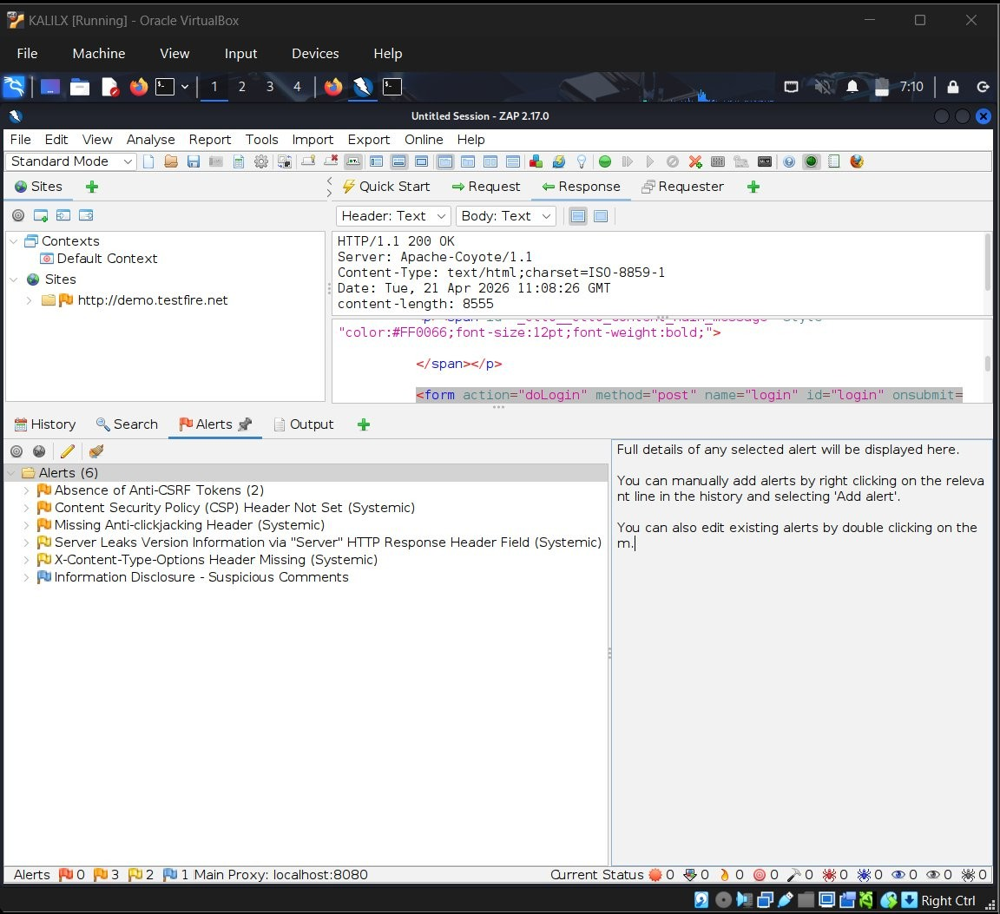 KALILX [Running] - Oracle VirtualBox
File Machine View Input Devices Help
1 2 3 4 7:10
Untitled Session - ZAP 2.17.0
File Edit View Analyse Report Tools Import Export Online Help
Standard Mode
Sites Quick Start Request Response Requester
Header: Text Body: Text
Contexts
Default Context
Sites
http://demo.testfire.net
HTTP/1.1 200 OK
Server: Apache-Coyote/1.1
Content-Type: text/html;charset=ISO-8859-1
Date: Tue, 21 Apr 2026 11:08:26 GMT
content-length: 8555
"color:#FF0066;font-size:12pt;font-weight:bold;">
</span></p>
<form action="doLogin" method="post" name="login" id="login" onsubmit=
History Search Alerts Output
Alerts (6)
Absence of Anti-CSRF Tokens (2)
Content Security Policy (CSP) Header Not Set (Systemic)
Missing Anti-clickjacking Header (Systemic)
Server Leaks Version Information via "Server" HTTP Response Header Field (Systemic)
X-Content-Type-Options Header Missing (Systemic)
Information Disclosure - Suspicious Comments
Full details of any selected alert will be displayed here.
You can manually add alerts by right clicking on the releva
nt line in the history and selecting 'Add alert'.
You can also edit existing alerts by double clicking on the
m.
Alerts 0 3 2 1 Main Proxy: localhost:8080 Current Status 0 0 0 0 0 0 0 0 0 0
Right Ctrl